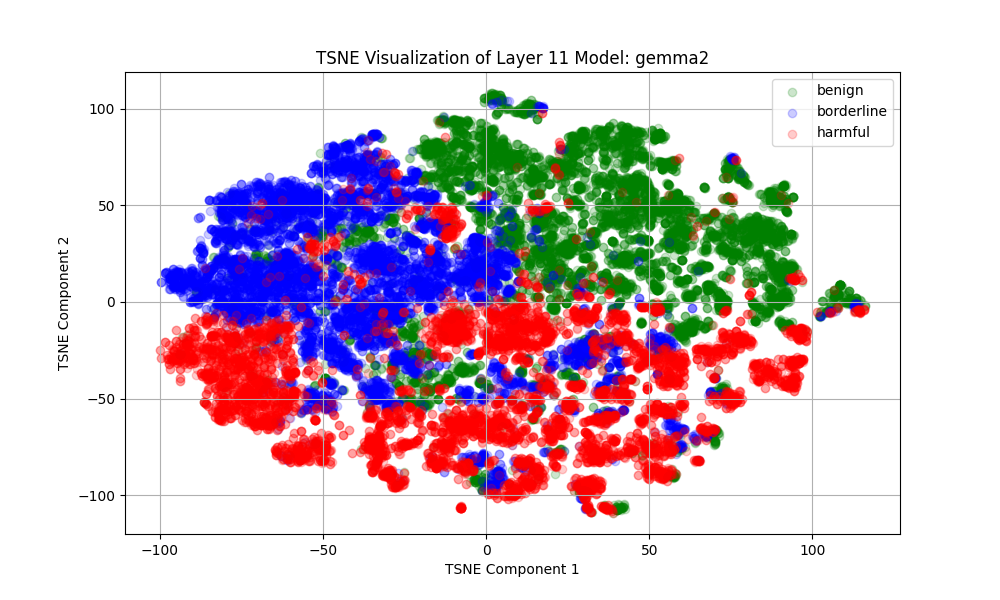 TSNE Visualization of Layer 11 Model: gemma2
benign
borderline
harmful
100
50
0
−50
−100
TSNE Component 2
−100
−50
0
50
100
TSNE Component 1